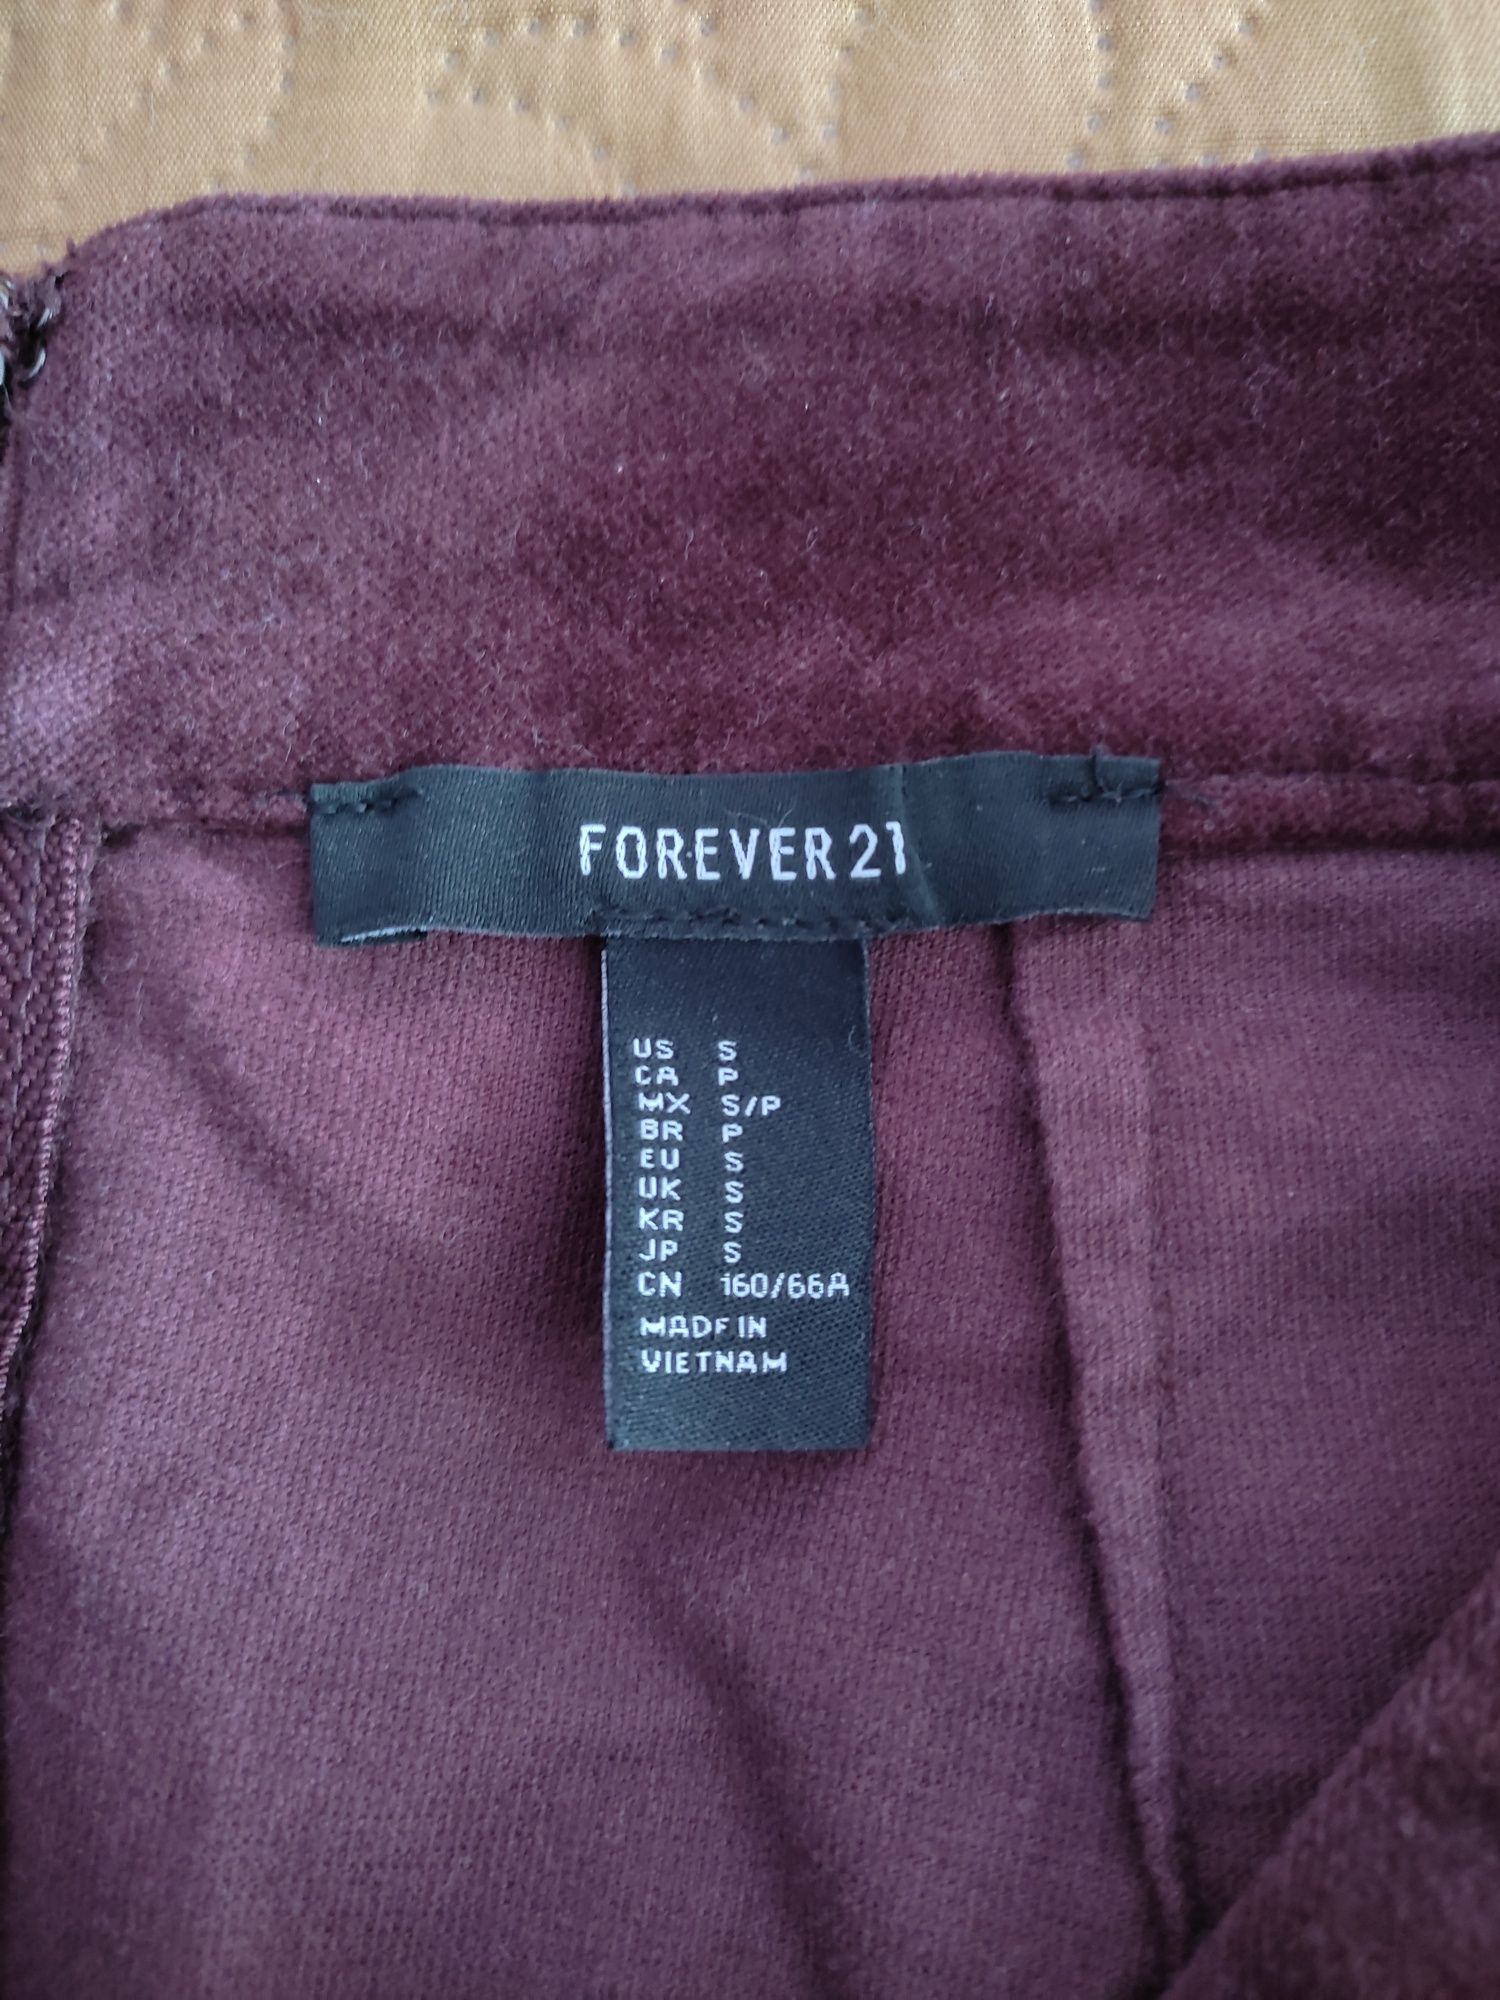 FOREVER 21
US S
CA P
MX S/P
BR P
EU S
UK S
KR S
JP S
CN 160/66A
MADE IN
VIETNAM